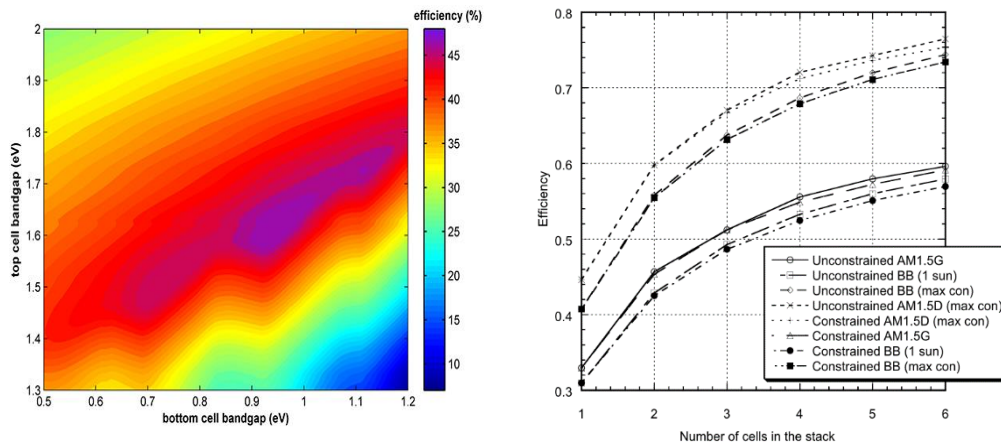 efficiency (%)
2
1.9
1.8
1.7
1.6
1.5
1.4
1.3
top cell bandgap (eV)
0.5 0.6 0.7 0.8 0.9 1 1.1 1.2
bottom cell bandgap (eV)
45
40
35
30
25
20
15
10
0.8
0.7
0.6
0.5
0.4
0.3
Efficiency
1 2 3 4 5 6
Number of cells in the stack
Unconstrained AM1.5G
Unconstrained BB (1 sun)
Unconstrained BB (max con)
Unconstrained AM1.5D (max con)
Constrained AM1.5D (max con)
Constrained AM1.5G
Constrained BB (1 sun)
Constrained BB (max con)